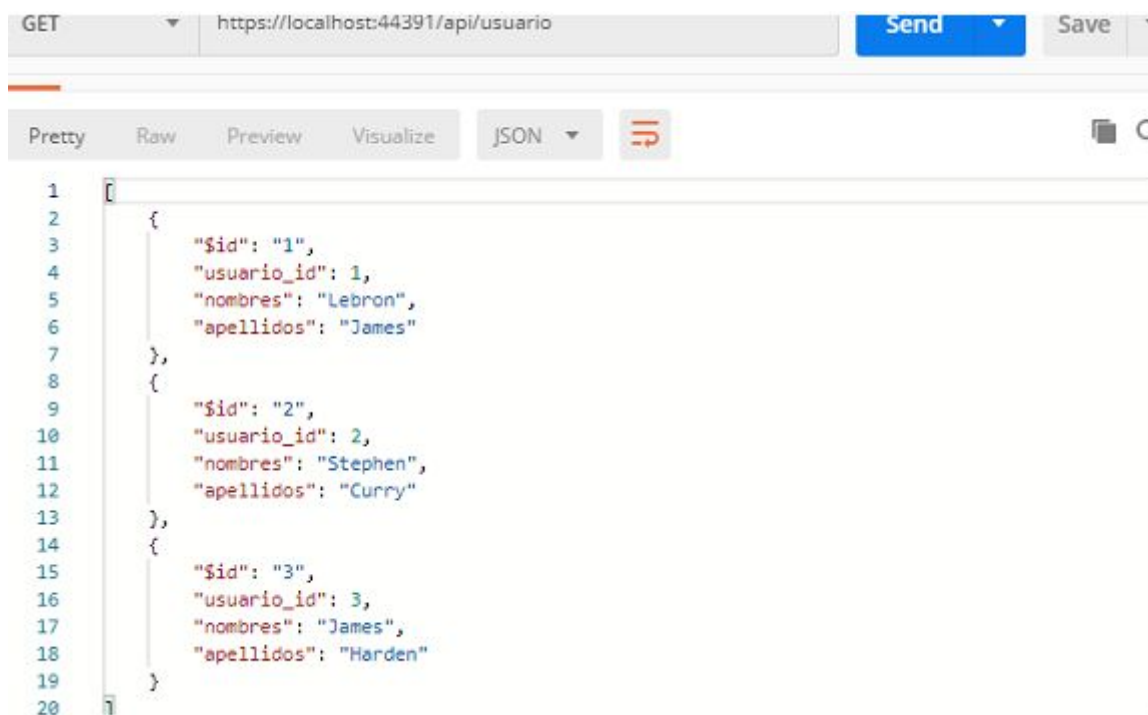 GET https://localhost:44391/api/usuario Send Save
Pretty Raw Preview Visualize JSON
1 [
2 {
3 "$id": "1",
4 "usuario_id": 1,
5 "nombres": "Lebron",
6 "apellidos": "James"
7 },
8 {
9 "$id": "2",
10 "usuario_id": 2,
11 "nombres": "Stephen",
12 "apellidos": "Curry"
13 },
14 {
15 "$id": "3",
16 "usuario_id": 3,
17 "nombres": "James",
18 "apellidos": "Harden"
19 }
20 ]